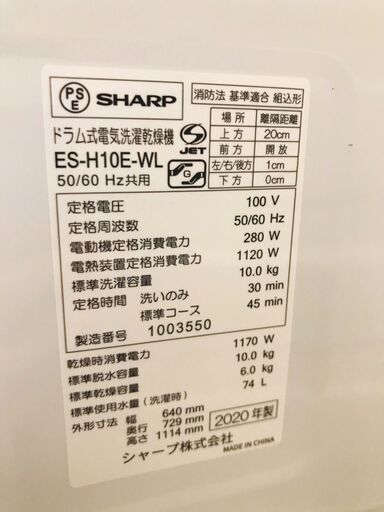 PSE SHARP
ドラム式電気洗濯乾燥機
ES-H10E-WL
JET
50/60 Hz共用
G
消防法 基準適合 組込形
場所 離隔距離
上方 20cm
前方 開放
左/右/後方 1cm
下方 0cm
定格電圧 100 V
定格周波数 50/60 Hz
電動機定格消費電力 280 W
電熱装置定格消費電力 1120 W
標準洗濯容量 10.0 kg
定格時間 洗いのみ 30 min
標準コース 45 min
製造番号 1003550
乾燥時消費電力 1170 W
標準脱水容量 10.0 kg
標準乾燥容量 6.0 kg
標準使用水量 (洗濯時) 74 L
外形寸法 幅 640 mm
奥行 729 mm
高さ 1114 mm
2020年製
シャープ株式会社
MADE IN CHINA